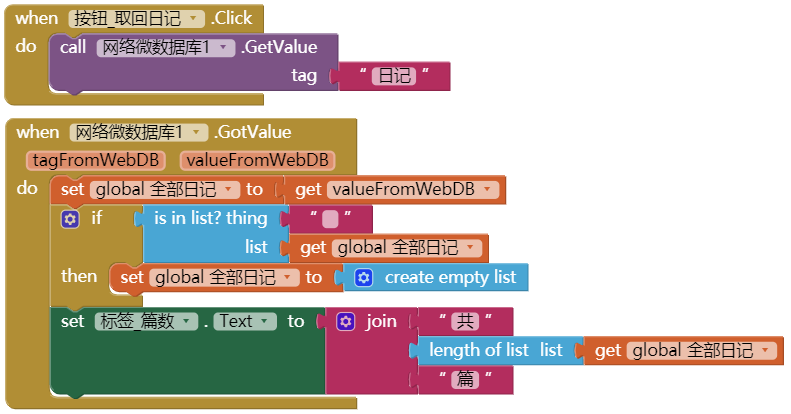 when 按钮_取回日记 .Click
do call 网络微数据库1 .GetValue
tag "日记"
when 网络微数据库1 .GotValue
tagFromWebDB valueFromWebDB
do set global 全部日记 to get valueFromWebDB
if is in list? thing " "
list get global 全部日记
then set global 全部日记 to create empty list
set 标签_篇数 . Text to join "共"
length of list list get global 全部日记
"篇"